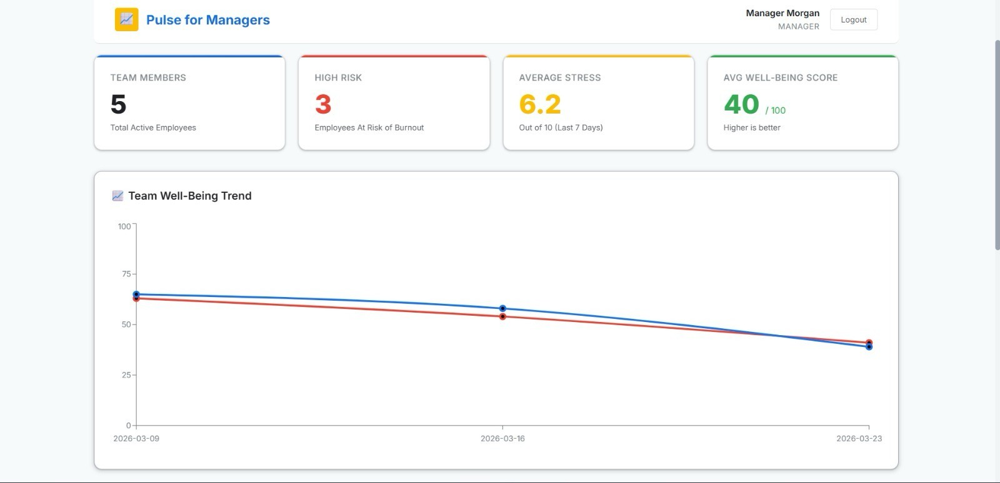 Pulse for Managers
Manager Morgan
MANAGER
Logout
TEAM MEMBERS
5
Total Active Employees
HIGH RISK
3
Employees At Risk of Burnout
AVERAGE STRESS
6.2
Out of 10 (Last 7 Days)
AVG WELL-BEING SCORE
40 / 100
Higher is better
Team Well-Being Trend
100
75
50
25
0
2026-03-09
2026-03-16
2026-03-23